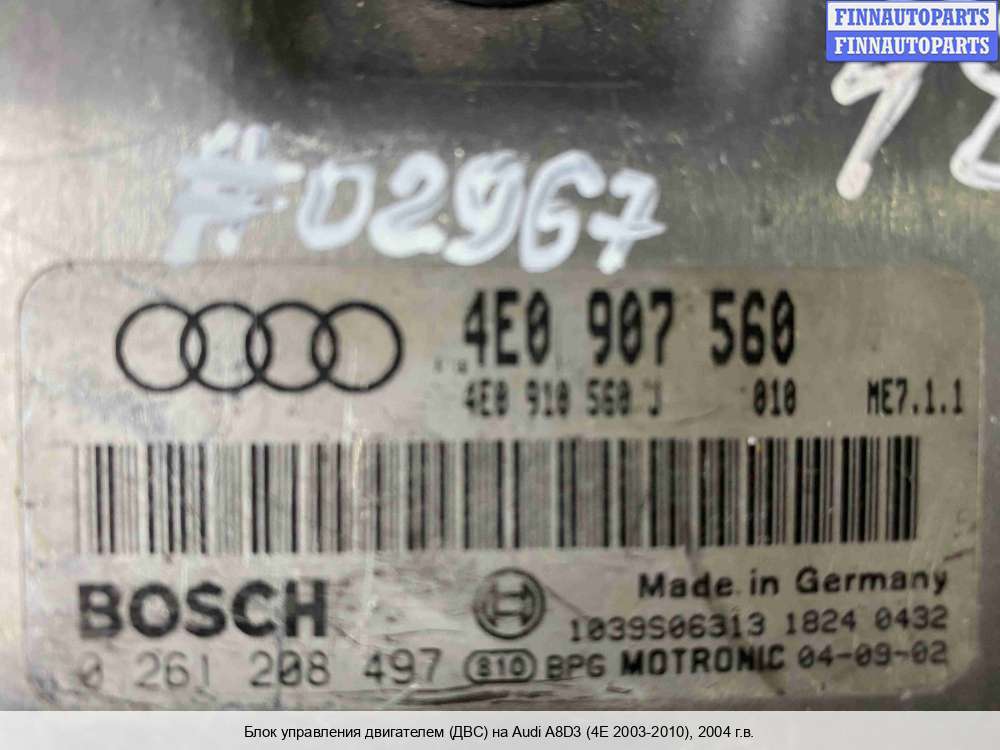 FINNAUTOPARTS
FINNAUTOPARTS
#02967
4E0 907 560
4E0 910 560 J 010 ME7.1.1
BOSCH
Made in Germany
1039S06313 1824 0432
0 261 208 497 810 BPG MOTRONIC 04-09-02
Блок управления двигателем (ДВС) на Audi A8D3 (4E 2003-2010), 2004 г.в.